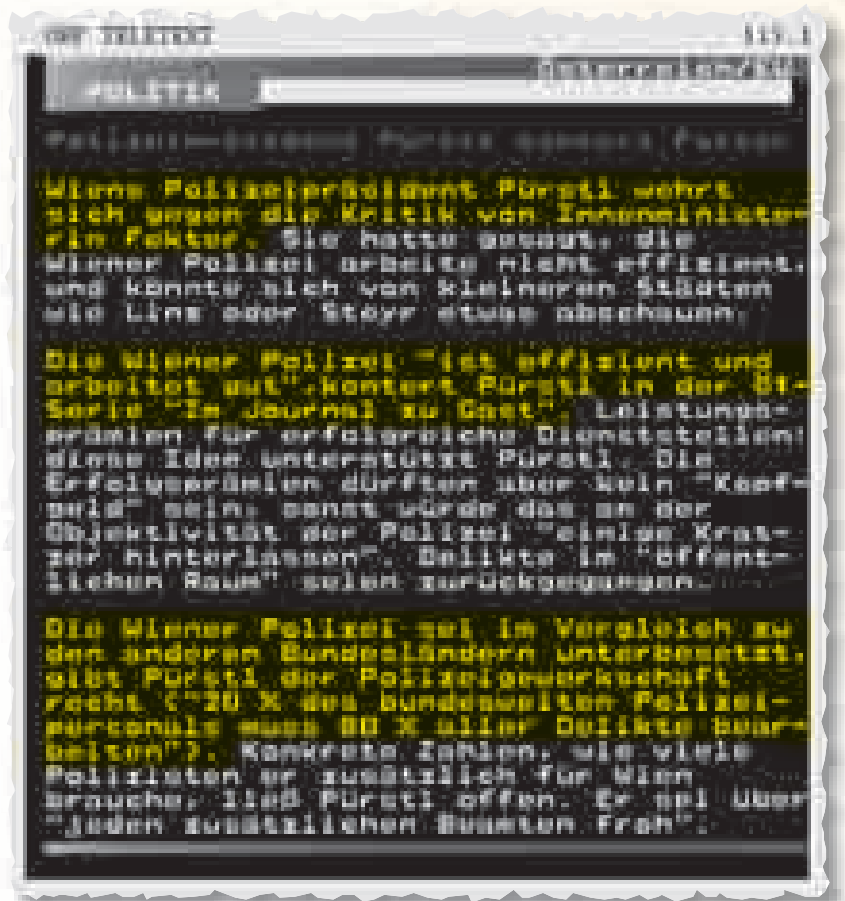 ORF TELETEXT
POLITIK
Wiens Polizeipräsident Pürstl wehrt
sich gegen die Kritik von Innenministe-
rin Fekter. Sie hatte gesagt, die
Wiener Polizei arbeite nicht effizient,
und könnte sich von kleineren Städten
wie Linz oder Steyr etwas abschauen.
Die Wiener Polizei "ist effizient und
arbeitet gut",kontert Pürstl in der Ö1-
Serie "Im Journal zu Gast". Leistungs-
prämien für erfolgreiche Dienststellen:
diese Idee unterstützt Pürstl. Die
Erfolgsprämien dürften aber kein "Kopf-
geld" sein, sonst würde das an der
Objektivität der Polizei "einige Krat-
zer hinterlassen". Delikte im "öffent-
lichen Raum" seien zurückgegangen.
Die Wiener Polizei sei im Vergleich zu
den anderen Bundesländern unterbesetzt,
gibt Pürstl der Polizeigewerkschaft
recht ("20 % des bundesweiten Polizei-
personals muss 80 % aller Delikte bear-
beiten"). Konkrete Zahlen, wie viele
Polizisten er zusätzlich für Wien
brauche, ließ Pürstl offen. Er sei über
"jeden zusätzlichen Beamten froh".